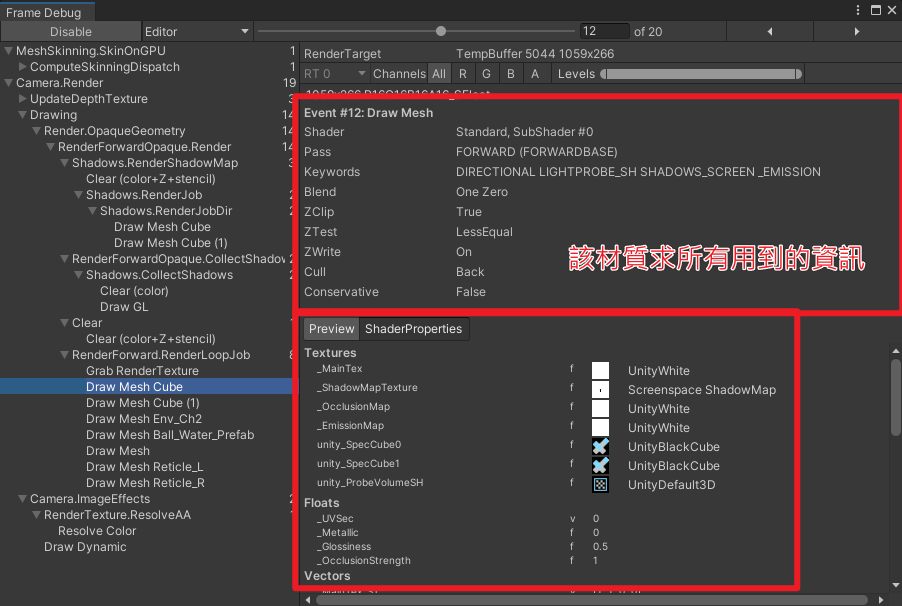 Frame Debug
Disable Editor 12 of 20
MeshSkinning.SkinOnGPU 1
ComputeSkinningDispatch 1
Camera.Render 19
UpdateDepthTexture 3
Drawing 14
Render.OpaqueGeometry 14
RenderForwardOpaque.Render 14
Shadows.RenderShadowMap 3
Clear (color+Z+stencil)
Shadows.RenderJob 2
Shadows.RenderJobDir 2
Draw Mesh Cube
Draw Mesh Cube (1)
RenderForwardOpaque.CollectShadow 2
Shadows.CollectShadows 2
Clear (color)
Draw GL
Clear 1
Clear (color+Z+stencil)
RenderForward.RenderLoopJob 8
Grab RenderTexture
Draw Mesh Cube
Draw Mesh Cube (1)
Draw Mesh Env_Ch2
Draw Mesh Ball_Water_Prefab
Draw Mesh
Draw Mesh Reticle_L
Draw Mesh Reticle_R
Camera.ImageEffects 2
RenderTexture.ResolveAA 1
Resolve Color
Draw Dynamic
RenderTarget TempBuffer 5044 1059x266
RT 0 Channels All R G B A Levels
1059x266 R16G16B16A16_SFloat
Event #12: Draw Mesh
Shader Standard, SubShader #0
Pass FORWARD (FORWARDBASE)
Keywords DIRECTIONAL LIGHTPROBE_SH SHADOWS_SCREEN _EMISSION
Blend One Zero
ZClip True
ZTest LessEqual
ZWrite On
Cull Back
Conservative False
該材質求所有用到的資訊
Preview ShaderProperties
Textures
_MainTex f UnityWhite
_ShadowMapTexture f Screenspace ShadowMap
_OcclusionMap f UnityWhite
_EmissionMap f UnityWhite
unity_SpecCube0 f UnityBlackCube
unity_SpecCube1 f UnityBlackCube
unity_ProbeVolumeSH f UnityDefault3D
Floats
_UVSec v 0
_Metallic f 0
_Glossiness f 0.5
_OcclusionStrength f 1
Vectors